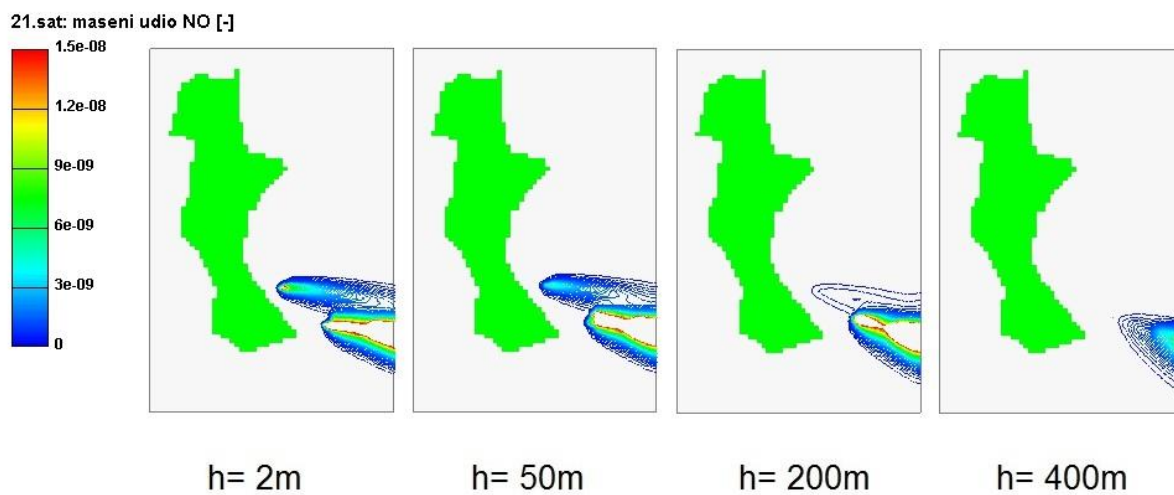 21.sat: maseni udio NO [-]
1.5e-08
1.2e-08
9e-09
6e-09
3e-09
0
h= 2m
h= 50m
h= 200m
h= 400m